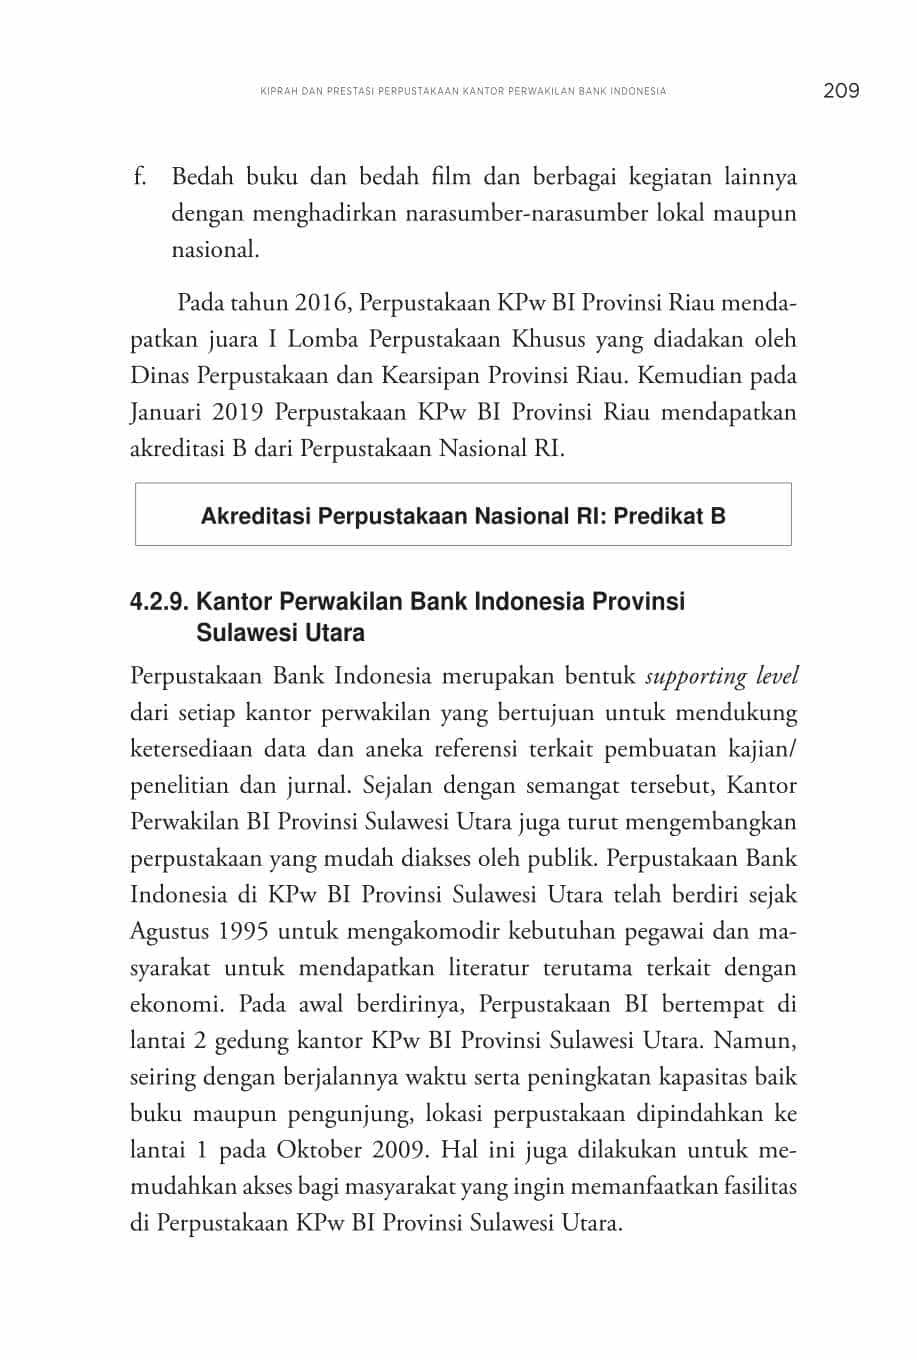 KIPRAH DAN PRESTASI PERPUSTAKAAN KANTOR PERWAKILAN BANK INDONESIA 209
f. Bedah buku dan bedah film dan berbagai kegiatan lainnya
dengan menghadirkan narasumber-narasumber lokal maupun
nasional.
Pada tahun 2016, Perpustakaan KPw BI Provinsi Riau menda-
patkan juara I Lomba Perpustakaan Khusus yang diadakan oleh
Dinas Perpustakaan dan Kearsipan Provinsi Riau. Kemudian pada
Januari 2019 Perpustakaan KPw BI Provinsi Riau mendapatkan
akreditasi B dari Perpustakaan Nasional RI.
Akreditasi Perpustakaan Nasional RI: Predikat B
4.2.9. Kantor Perwakilan Bank Indonesia Provinsi
Sulawesi Utara
Perpustakaan Bank Indonesia merupakan bentuk supporting level
dari setiap kantor perwakilan yang bertujuan untuk mendukung
ketersediaan data dan aneka referensi terkait pembuatan kajian/
penelitian dan jurnal. Sejalan dengan semangat tersebut, Kantor
Perwakilan BI Provinsi Sulawesi Utara juga turut mengembangkan
perpustakaan yang mudah diakses oleh publik. Perpustakaan Bank
Indonesia di KPw BI Provinsi Sulawesi Utara telah berdiri sejak
Agustus 1995 untuk mengakomodir kebutuhan pegawai dan ma-
syarakat untuk mendapatkan literatur terutama terkait dengan
ekonomi. Pada awal berdirinya, Perpustakaan BI bertempat di
lantai 2 gedung kantor KPw BI Provinsi Sulawesi Utara. Namun,
seiring dengan berjalannya waktu serta peningkatan kapasitas baik
buku maupun pengunjung, lokasi perpustakaan dipindahkan ke
lantai 1 pada Oktober 2009. Hal ini juga dilakukan untuk me-
mudahkan akses bagi masyarakat yang ingin memanfaatkan fasilitas
di Perpustakaan KPw BI Provinsi Sulawesi Utara.